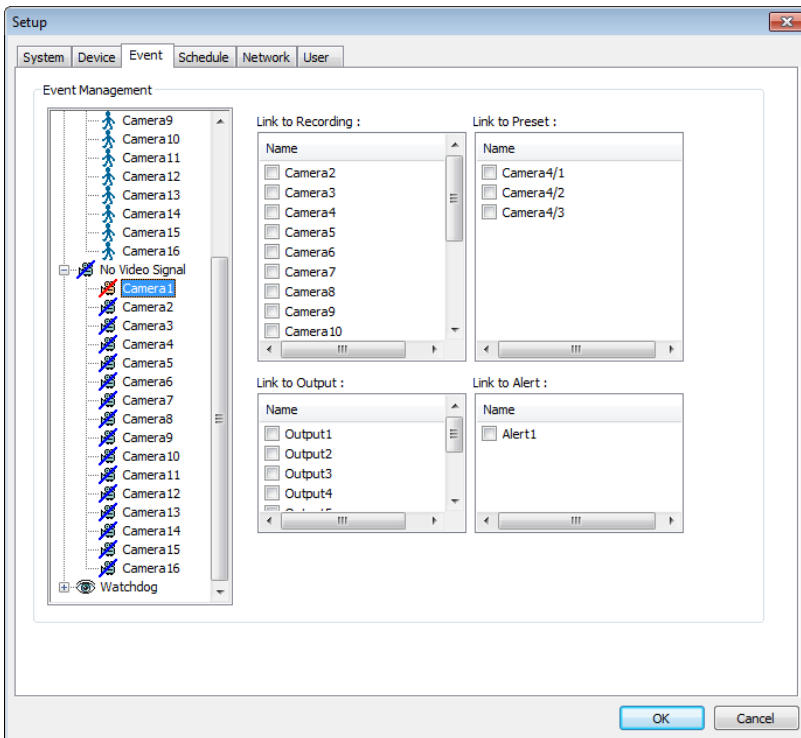 Setup
System Device Event Schedule Network User
Event Management
Camera9
Camera10
Camera11
Camera12
Camera13
Camera14
Camera15
Camera16
No Video Signal
Camera1
Camera2
Camera3
Camera4
Camera5
Camera6
Camera7
Camera8
Camera9
Camera10
Camera11
Camera12
Camera13
Camera14
Camera15
Camera16
Watchdog
Link to Recording :
Name
Camera2
Camera3
Camera4
Camera5
Camera6
Camera7
Camera8
Camera9
Camera10
Link to Preset :
Name
Camera4/1
Camera4/2
Camera4/3
Link to Output :
Name
Output1
Output2
Output3
Output4
Link to Alert :
Name
Alert1
OK Cancel